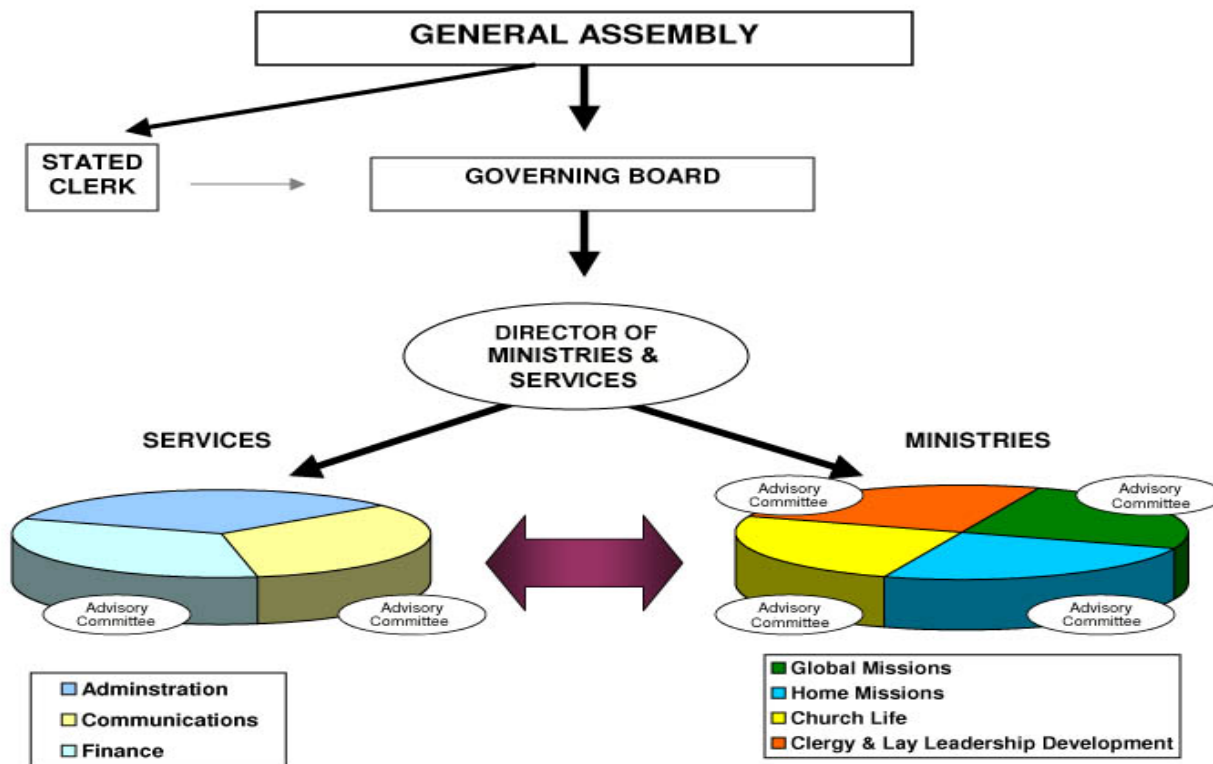 GENERAL ASSEMBLY
STATED
CLERK
GOVERNING BOARD
DIRECTOR OF
MINISTRIES &
SERVICES
SERVICES
MINISTRIES
Advisory
Committee
Advisory
Committee
Advisory
Committee
Advisory
Committee
Advisory
Committee
Advisory
Committee
Adminstration
Communications
Finance
Global Missions
Home Missions
Church Life
Clergy & Lay Leadership Development